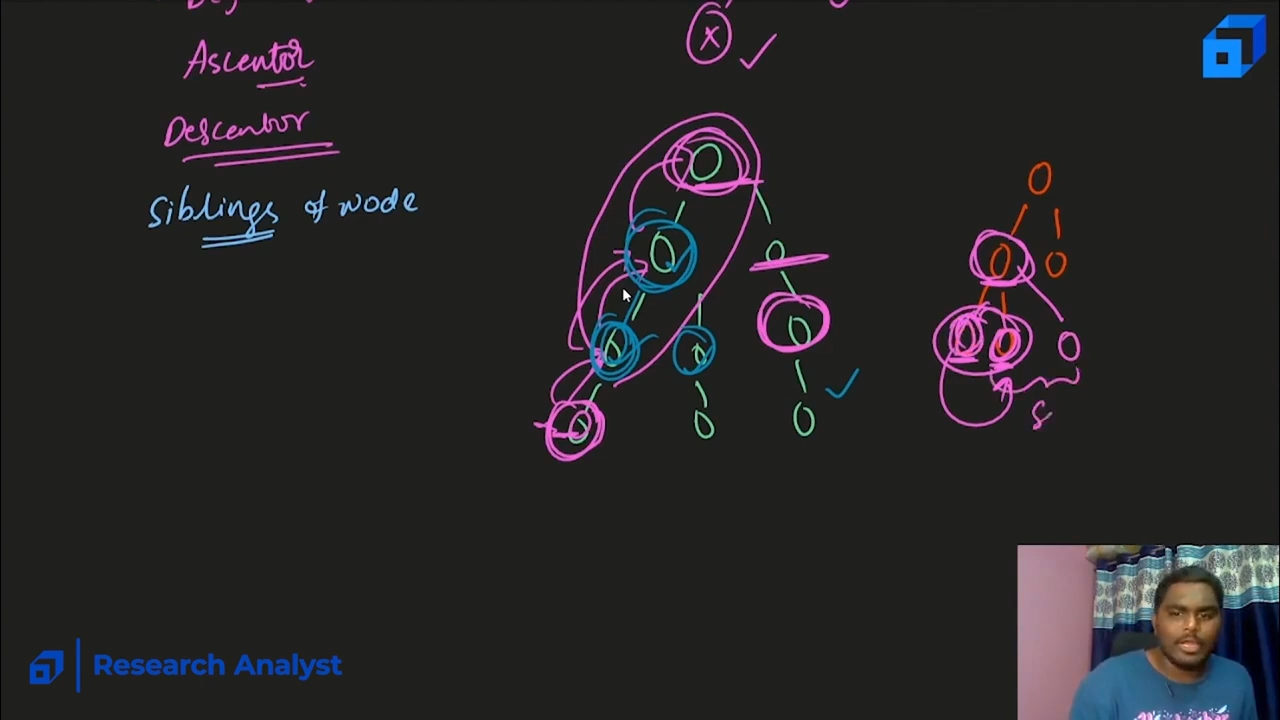 Ascentor
Descentor
Siblings of node
x
s
Research Analyst